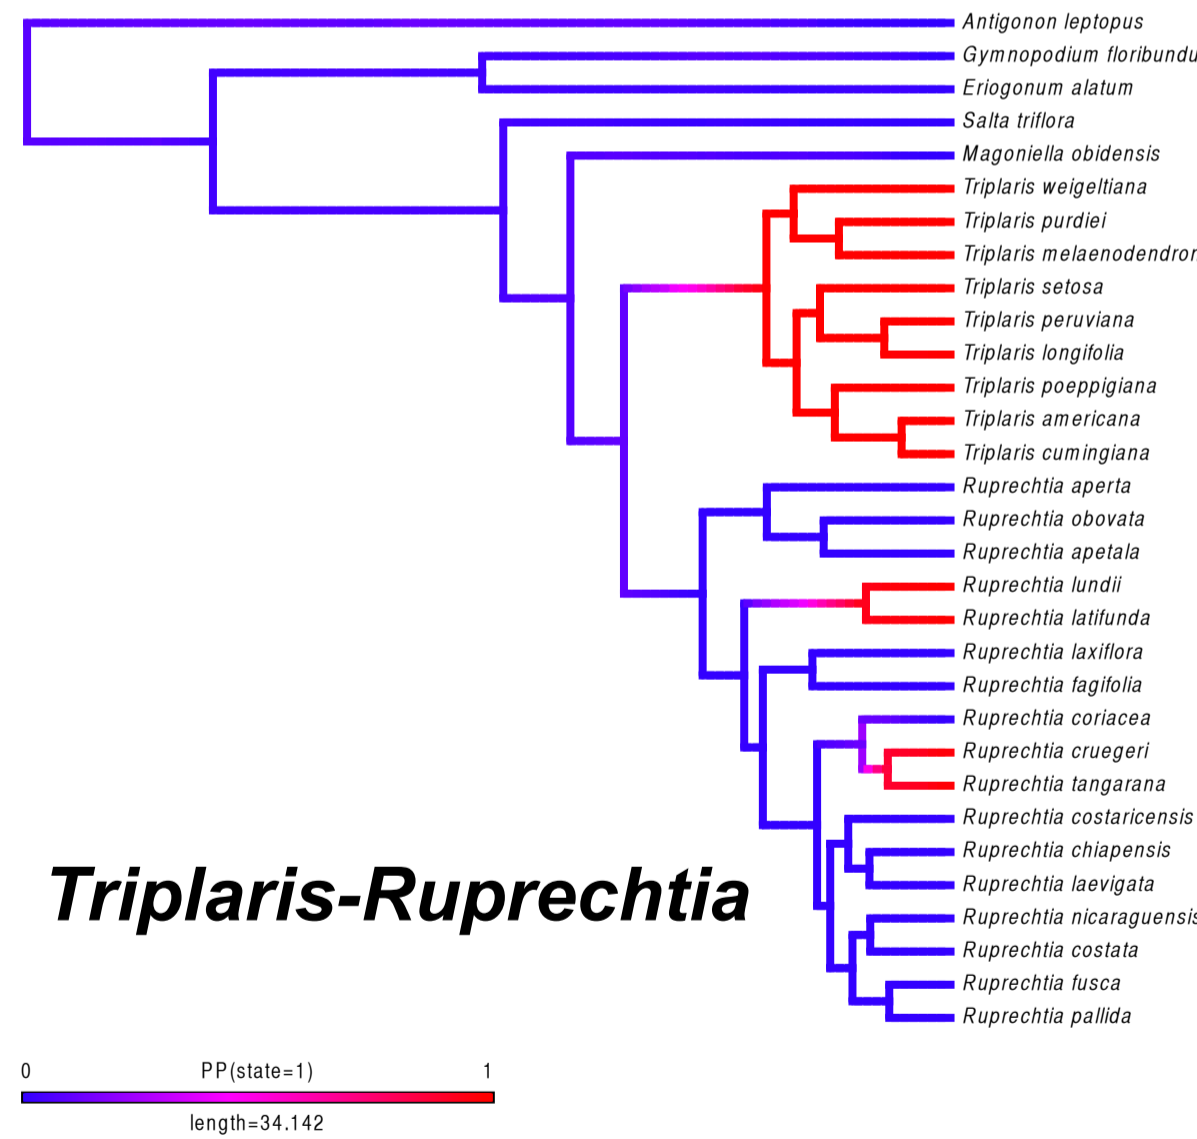 Antigonon leptopus
Gymnopodium floribundu
Eriogonum alatum
Salta triflora
Magoniella obidensis
Triplaris weigeltiana
Triplaris purdiei
Triplaris melaenodendron
Triplaris setosa
Triplaris peruviana
Triplaris longifolia
Triplaris poeppigiana
Triplaris americana
Triplaris cumingiana
Ruprechtia aperta
Ruprechtia obovata
Ruprechtia apetala
Ruprechtia lundii
Ruprechtia latifunda
Ruprechtia laxiflora
Ruprechtia fagifolia
Ruprechtia coriacea
Ruprechtia cruegeri
Ruprechtia tangarana
Ruprechtia costaricensis
Ruprechtia chiapensis
Ruprechtia laevigata
Ruprechtia nicaraguensis
Ruprechtia costata
Ruprechtia fusca
Ruprechtia pallida
Triplaris-Ruprechtia
0 PP(state=1) 1
length=34.142